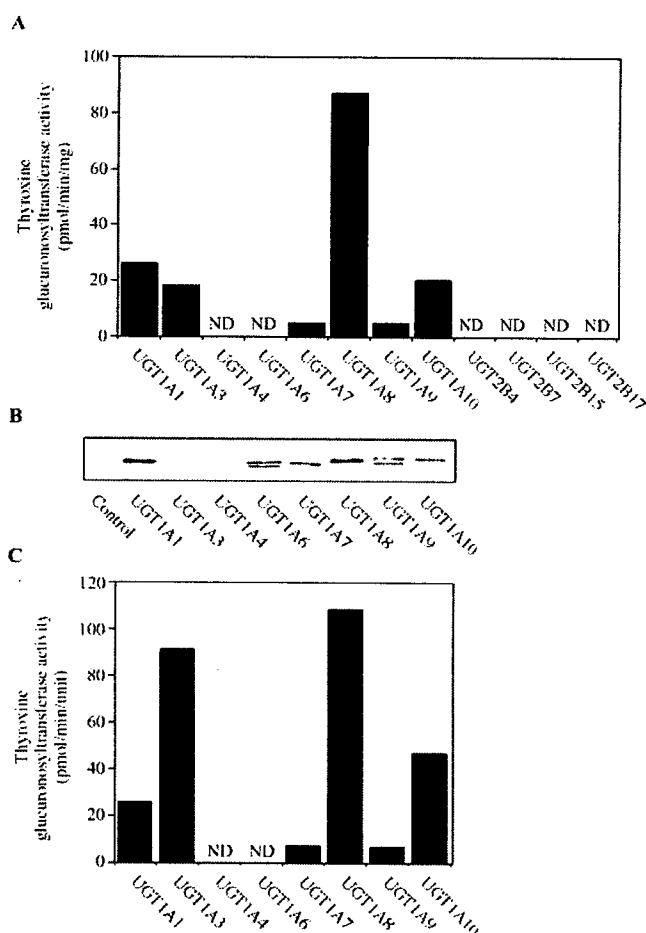 A
Thyroxine
glucuronosyltransferase activity
(pmol/min/mg)
100
80
60
40
20
0
ND
ND
ND
ND
ND
ND
UGT1A1
UGT1A3
UGT1A4
UGT1A6
UGT1A7
UGT1A8
UGT1A9
UGT1A10
UGT2B4
UGT2B7
UGT2B15
UGT2B17
B
Control
UGT1A1
UGT1A3
UGT1A4
UGT1A6
UGT1A7
UGT1A8
UGT1A9
UGT1A10
C
Thyroxine
glucuronosyltransferase activity
(pmol/min/unit)
120
100
80
60
40
20
0
ND
ND
UGT1A1
UGT1A3
UGT1A4
UGT1A6
UGT1A7
UGT1A8
UGT1A9
UGT1A10